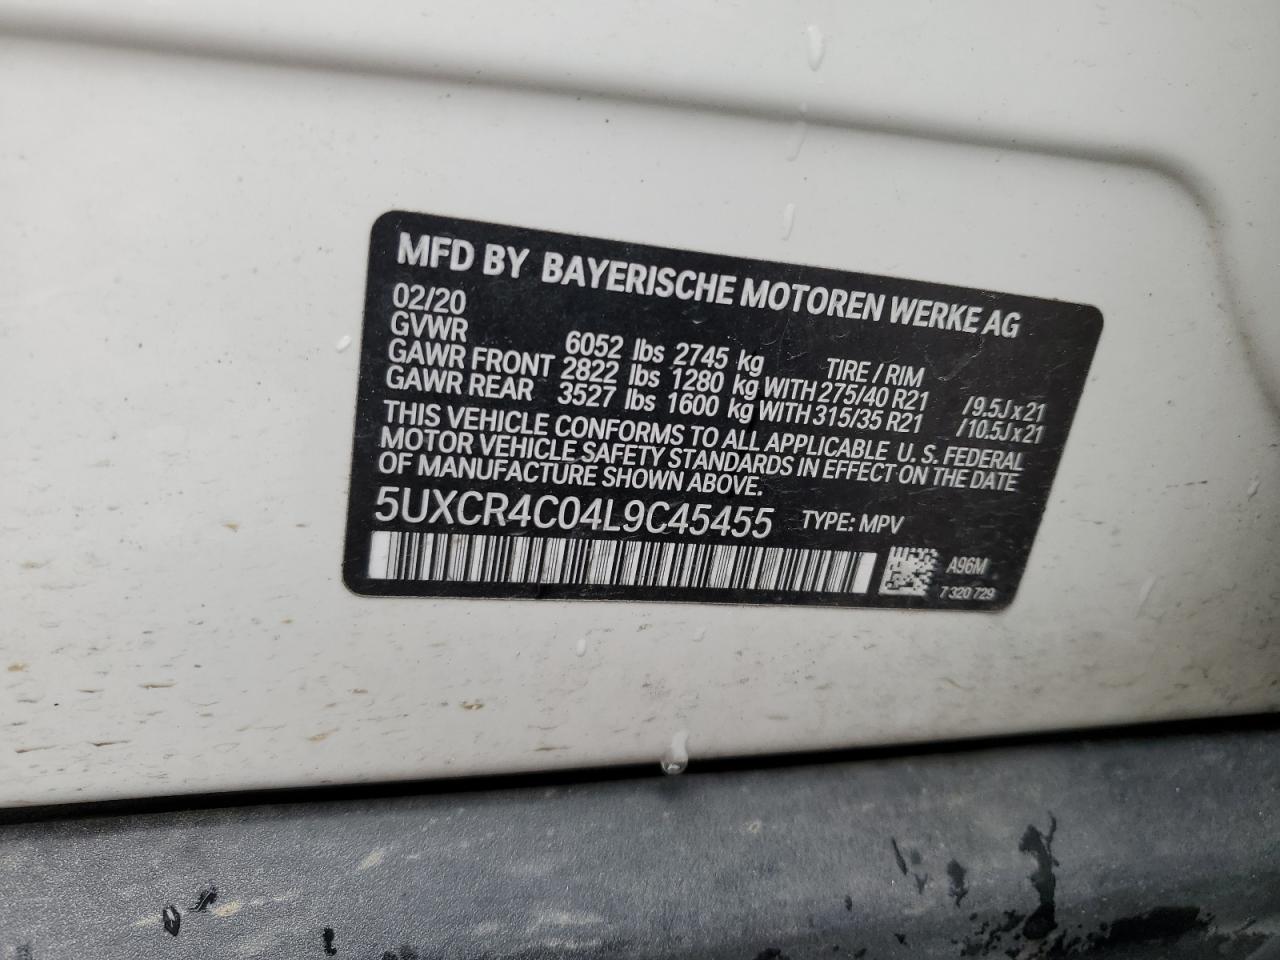 MFD BY BAYERISCHE MOTOREN WERKE AG
02/20
GVWR 6052 lbs 2745 kg TIRE / RIM
GAWR FRONT 2822 lbs 1280 kg WITH 275/40 R21 /9.5J x 21
GAWR REAR 3527 lbs 1600 kg WITH 315/35 R21 /10.5J x 21
THIS VEHICLE CONFORMS TO ALL APPLICABLE U. S. FEDERAL
MOTOR VEHICLE SAFETY STANDARDS IN EFFECT ON THE DATE
OF MANUFACTURE SHOWN ABOVE.
5UXCR4C04L9C45455 TYPE: MPV
A96M
7 320 729